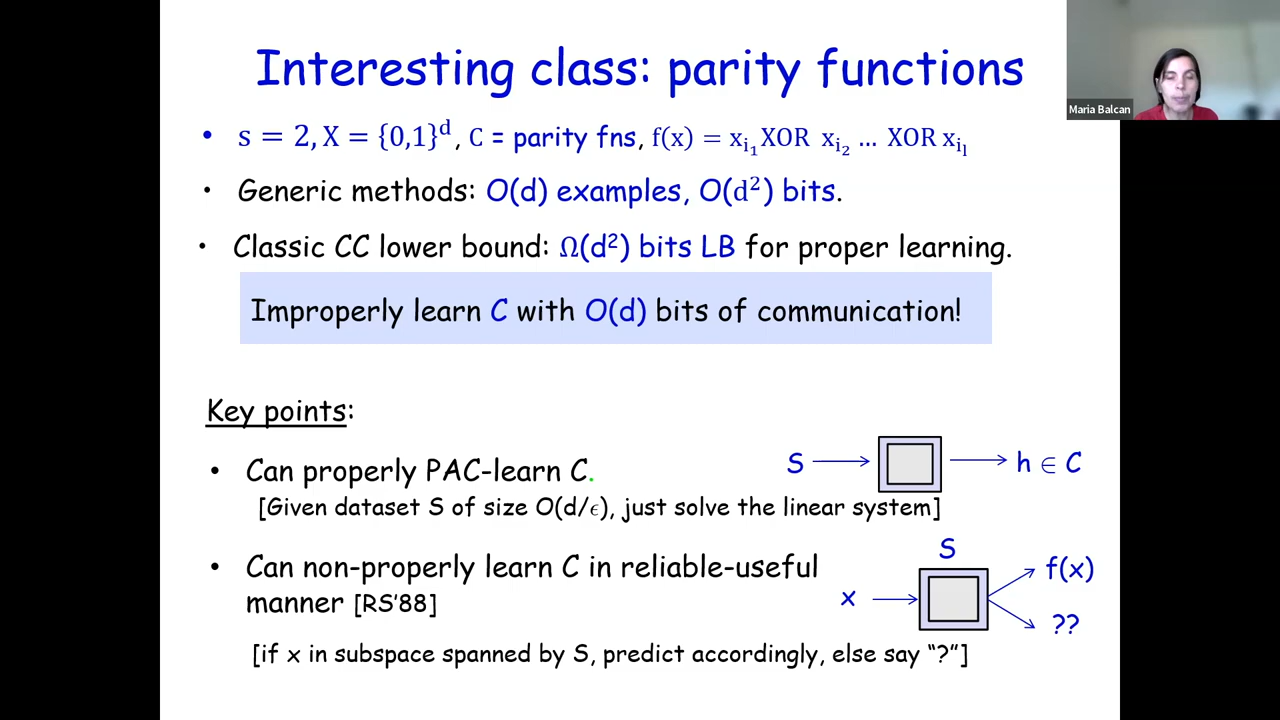 Interesting class: parity functions
Maria Balcan
• s = 2, X = {0,1}^d, C = parity fns, f(x) = x_{i_1} XOR x_{i_2} … XOR x_{i_l}
• Generic methods: O(d) examples, O(d²) bits.
• Classic CC lower bound: Ω(d²) bits LB for proper learning.
Improperly learn C with O(d) bits of communication!
Key points:
• Can properly PAC-learn C.
S
h ∈ C
[Given dataset S of size O(d/ϵ), just solve the linear system]
• Can non-properly learn C in reliable-useful
manner [RS’88]
S
x
f(x)
??
[if x in subspace spanned by S, predict accordingly, else say “?”]